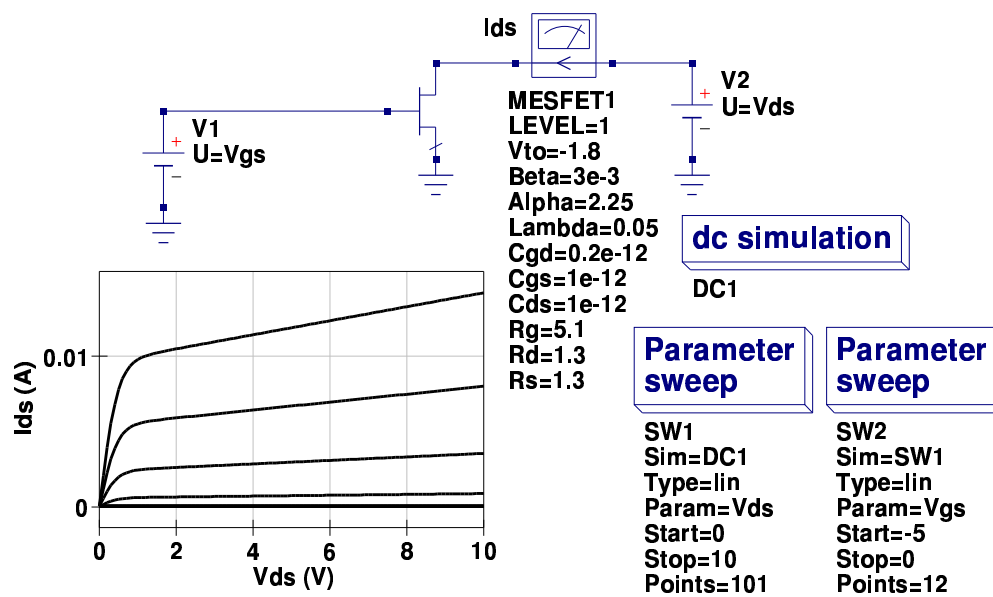 Ids
V1
U=Vgs
+
−
V2
U=Vds
+
−
MESFET1
LEVEL=1
Vto=-1.8
Beta=3e-3
Alpha=2.25
Lambda=0.05
Cgd=0.2e-12
Cgs=1e-12
Cds=1e-12
Rg=5.1
Rd=1.3
Rs=1.3
dc simulation
DC1
Ids (A)
0.01
0
0 2 4 6 8 10
Vds (V)
Parameter
sweep
SW1
Sim=DC1
Type=lin
Param=Vds
Start=0
Stop=10
Points=101
Parameter
sweep
SW2
Sim=SW1
Type=lin
Param=Vgs
Start=-5
Stop=0
Points=12